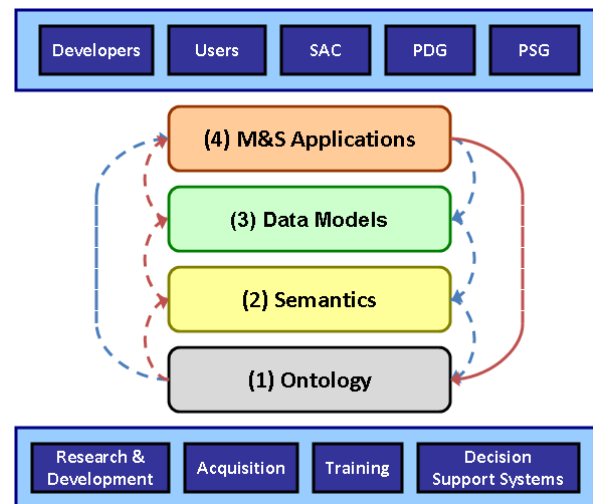 Developers
Users
SAC
PDG
PSG
(4) M&S Applications
(3) Data Models
(2) Semantics
(1) Ontology
Research &
Development
Acquisition
Training
Decision
Support Systems